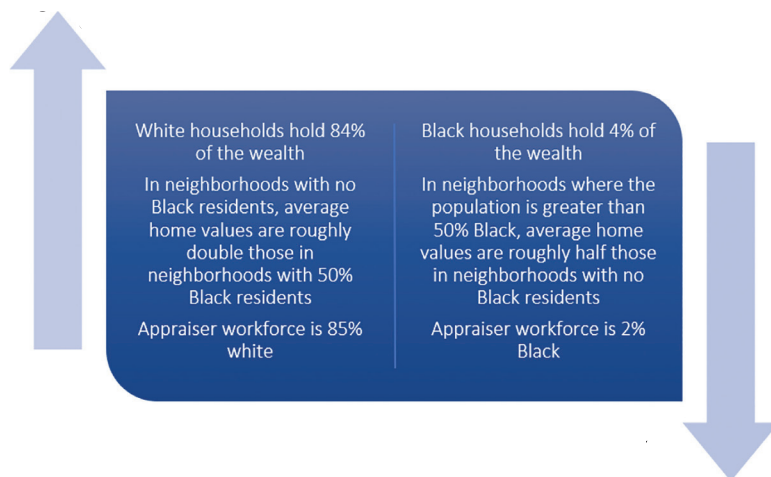 White households hold 84%
of the wealth
In neighborhoods with no
Black residents, average
home values are roughly
double those in
neighborhoods with 50%
Black residents
Appraiser workforce is 85%
white
Black households hold 4% of
the wealth
In neighborhoods where the
population is greater than
50% Black, average home
values are roughly half those
in neighborhoods with no
Black residents
Appraiser workforce is 2%
Black